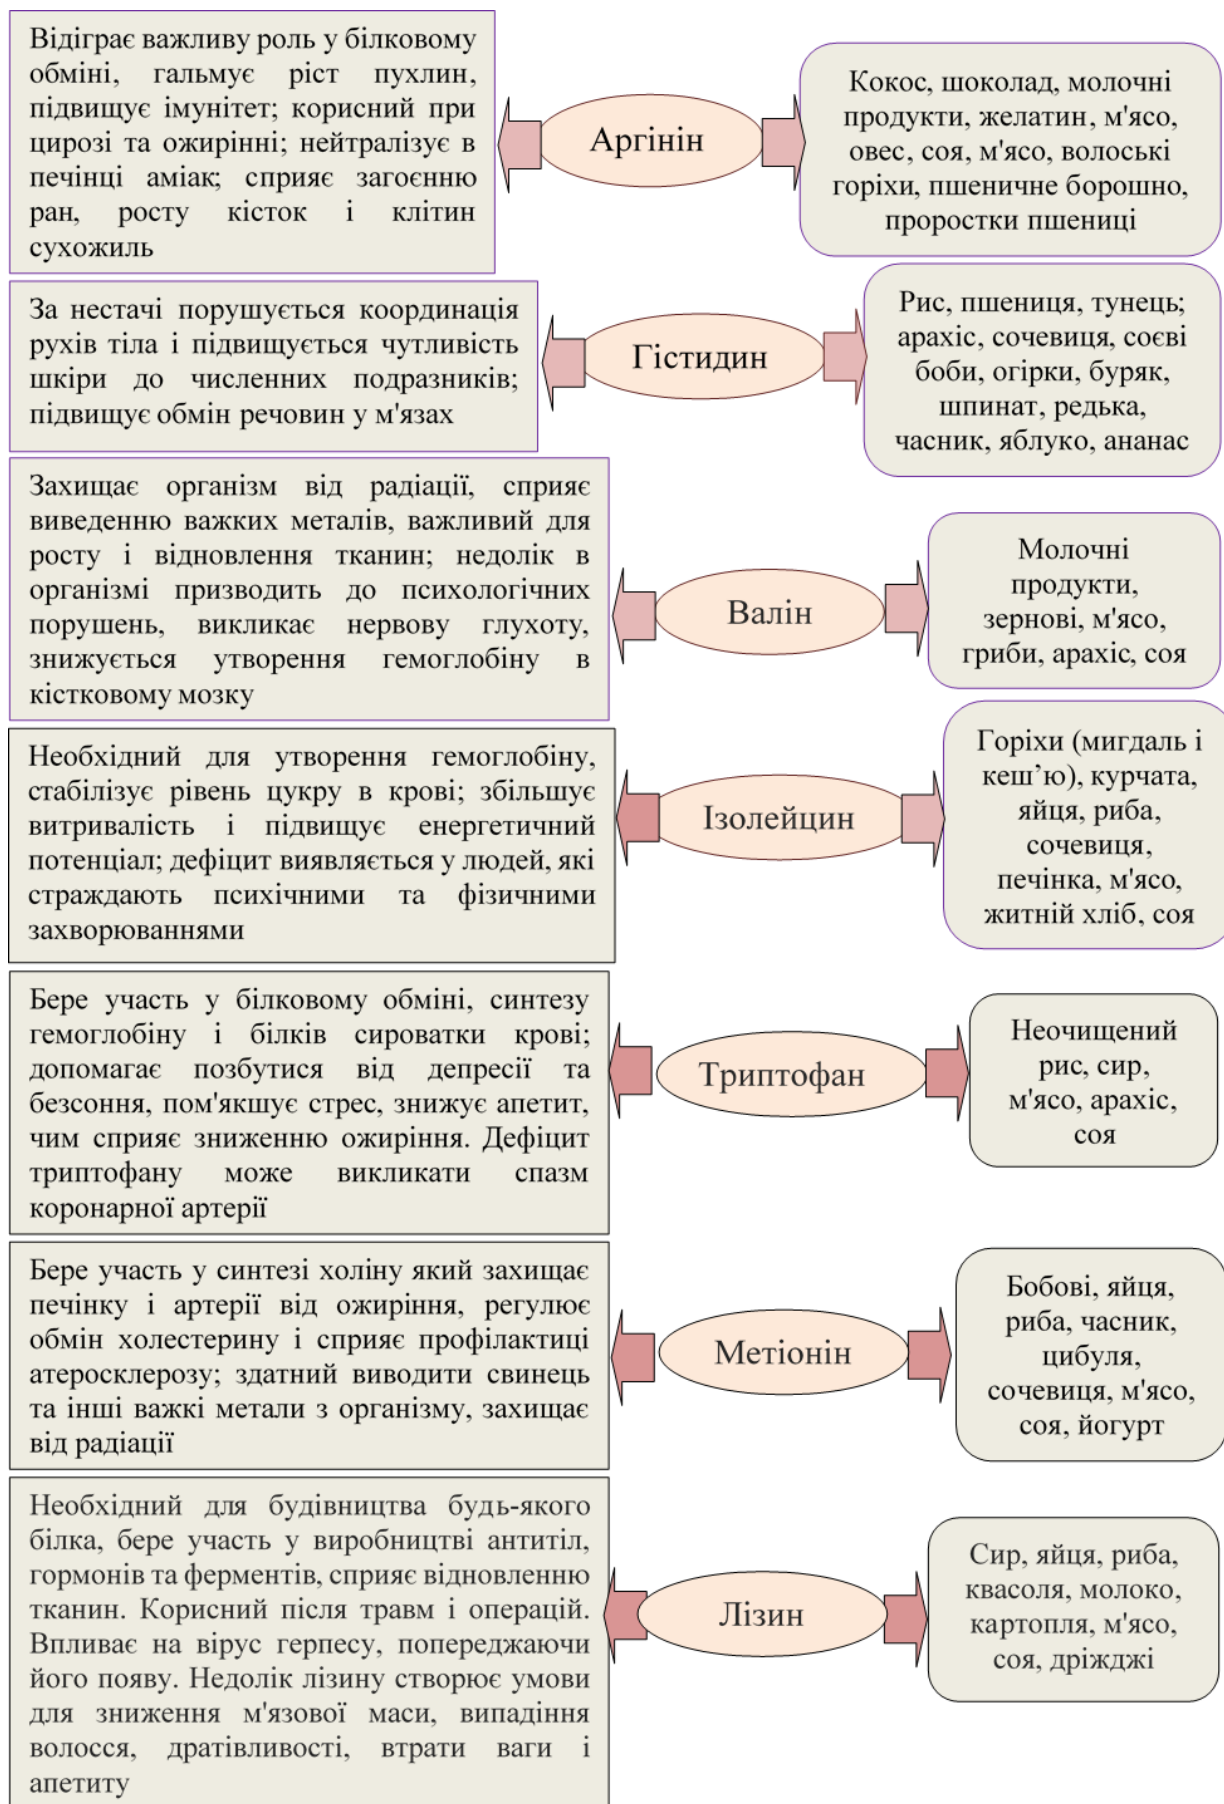 Відіграє важливу роль у білковому
обміні, гальмує ріст пухлин,
підвищує імунітет; корисний при
цирозі та ожирінні; нейтралізує в
печінці аміак; сприяє загоєнню
ран, росту кісток і клітин
сухожиль
Аргінін
Кокос, шоколад, молочні
продукти, желатин, м'ясо,
овес, соя, м'ясо, волоські
горіхи, пшеничне борошно,
проростки пшениці
За нестачі порушується координація
рухів тіла і підвищується чутливість
шкіри до численних подразників;
підвищує обмін речовин у м'язах
Гістидин
Рис, пшениця, тунець;
арахіс, сочевиця, соєві
боби, огірки, буряк,
шпинат, редька,
часник, яблуко, ананас
Захищає організм від радіації, сприяє
виведенню важких металів, важливий для
росту і відновлення тканин; недолік в
організмі призводить до психологічних
порушень, викликає нервову глухоту,
знижується утворення гемоглобіну в
кістковому мозку
Валін
Молочні
продукти,
зернові, м'ясо,
гриби, арахіс, соя
Необхідний для утворення гемоглобіну,
стабілізує рівень цукру в крові; збільшує
витривалість і підвищує енергетичний
потенціал; дефіцит виявляється у людей, які
страждають психічними та фізичними
захворюваннями
Ізолейцин
Горіхи (мигдаль і
кеш’ю), курчата,
яйця, риба,
сочевиця,
печінка, м'ясо,
житній хліб, соя
Бере участь у білковому обміні, синтезу
гемоглобіну і білків сироватки крові;
допомагає позбутися від депресії та
безсоння, пом'якшує стрес, знижує апетит,
чим сприяє зниженню ожиріння. Дефіцит
триптофану може викликати спазм
коронарної артерії
Триптофан
Неочищений
рис, сир,
м'ясо, арахіс,
соя
Бере участь у синтезі холіну який захищає
печінку і артерії від ожиріння, регулює
обмін холестерину і сприяє профілактиці
атеросклерозу; здатний виводити свинець
та інші важкі метали з організму, захищає
від радіації
Метіонін
Бобові, яйця,
риба, часник,
цибуля,
сочевиця, м'ясо,
соя, йогурт
Необхідний для будівництва будь-якого
білка, бере участь у виробництві антитіл,
гормонів та ферментів, сприяє відновленню
тканин. Корисний після травм і операцій.
Впливає на вірус герпесу, попереджаючи
його появу. Недолік лізину створює умови
для зниження м'язової маси, випадіння
волосся, дратівливості, втрати ваги і
апетиту
Лізин
Сир, яйця, риба,
квасоля, молоко,
картопля, м'ясо,
соя, дріжджі